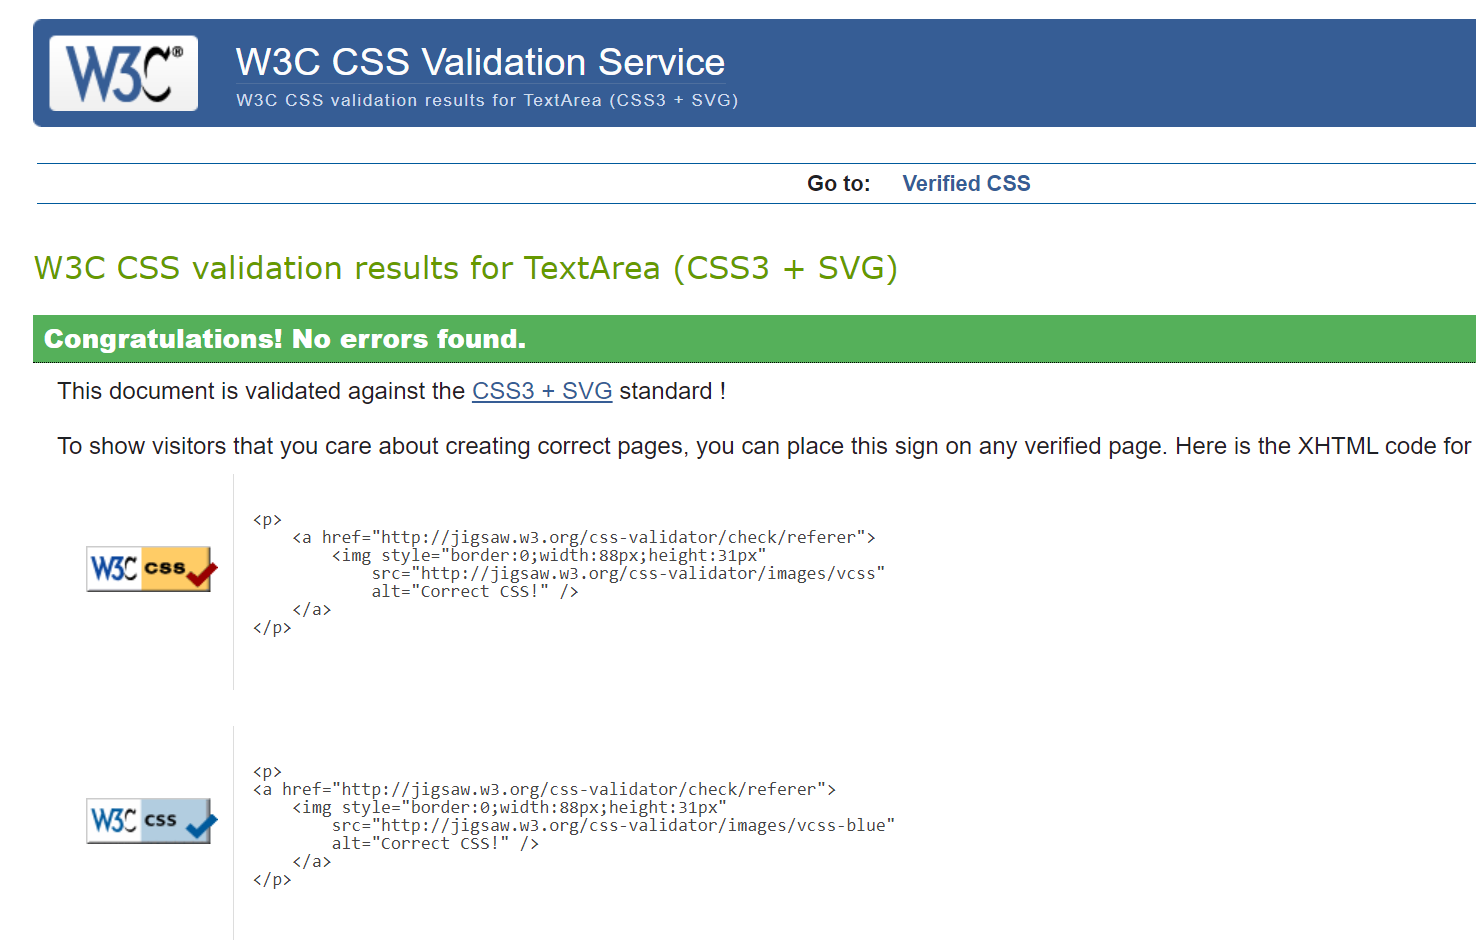 W3C®
W3C CSS Validation Service
W3C CSS validation results for TextArea (CSS3 + SVG)
Go to: Verified CSS
W3C CSS validation results for TextArea (CSS3 + SVG)
Congratulations! No errors found.
This document is validated against the CSS3 + SVG standard !
To show visitors that you care about creating correct pages, you can place this sign on any verified page. Here is the XHTML code for
W3C css
<p>
<a href="http://jigsaw.w3.org/css-validator/check/referer">
<img style="border:0;width:88px;height:31px"
src="http://jigsaw.w3.org/css-validator/images/vcss"
alt="Correct CSS!" />
</a>
</p>
W3C css
<p>
<a href="http://jigsaw.w3.org/css-validator/check/referer">
<img style="border:0;width:88px;height:31px"
src="http://jigsaw.w3.org/css-validator/images/vcss-blue"
alt="Correct CSS!" />
</a>
</p>